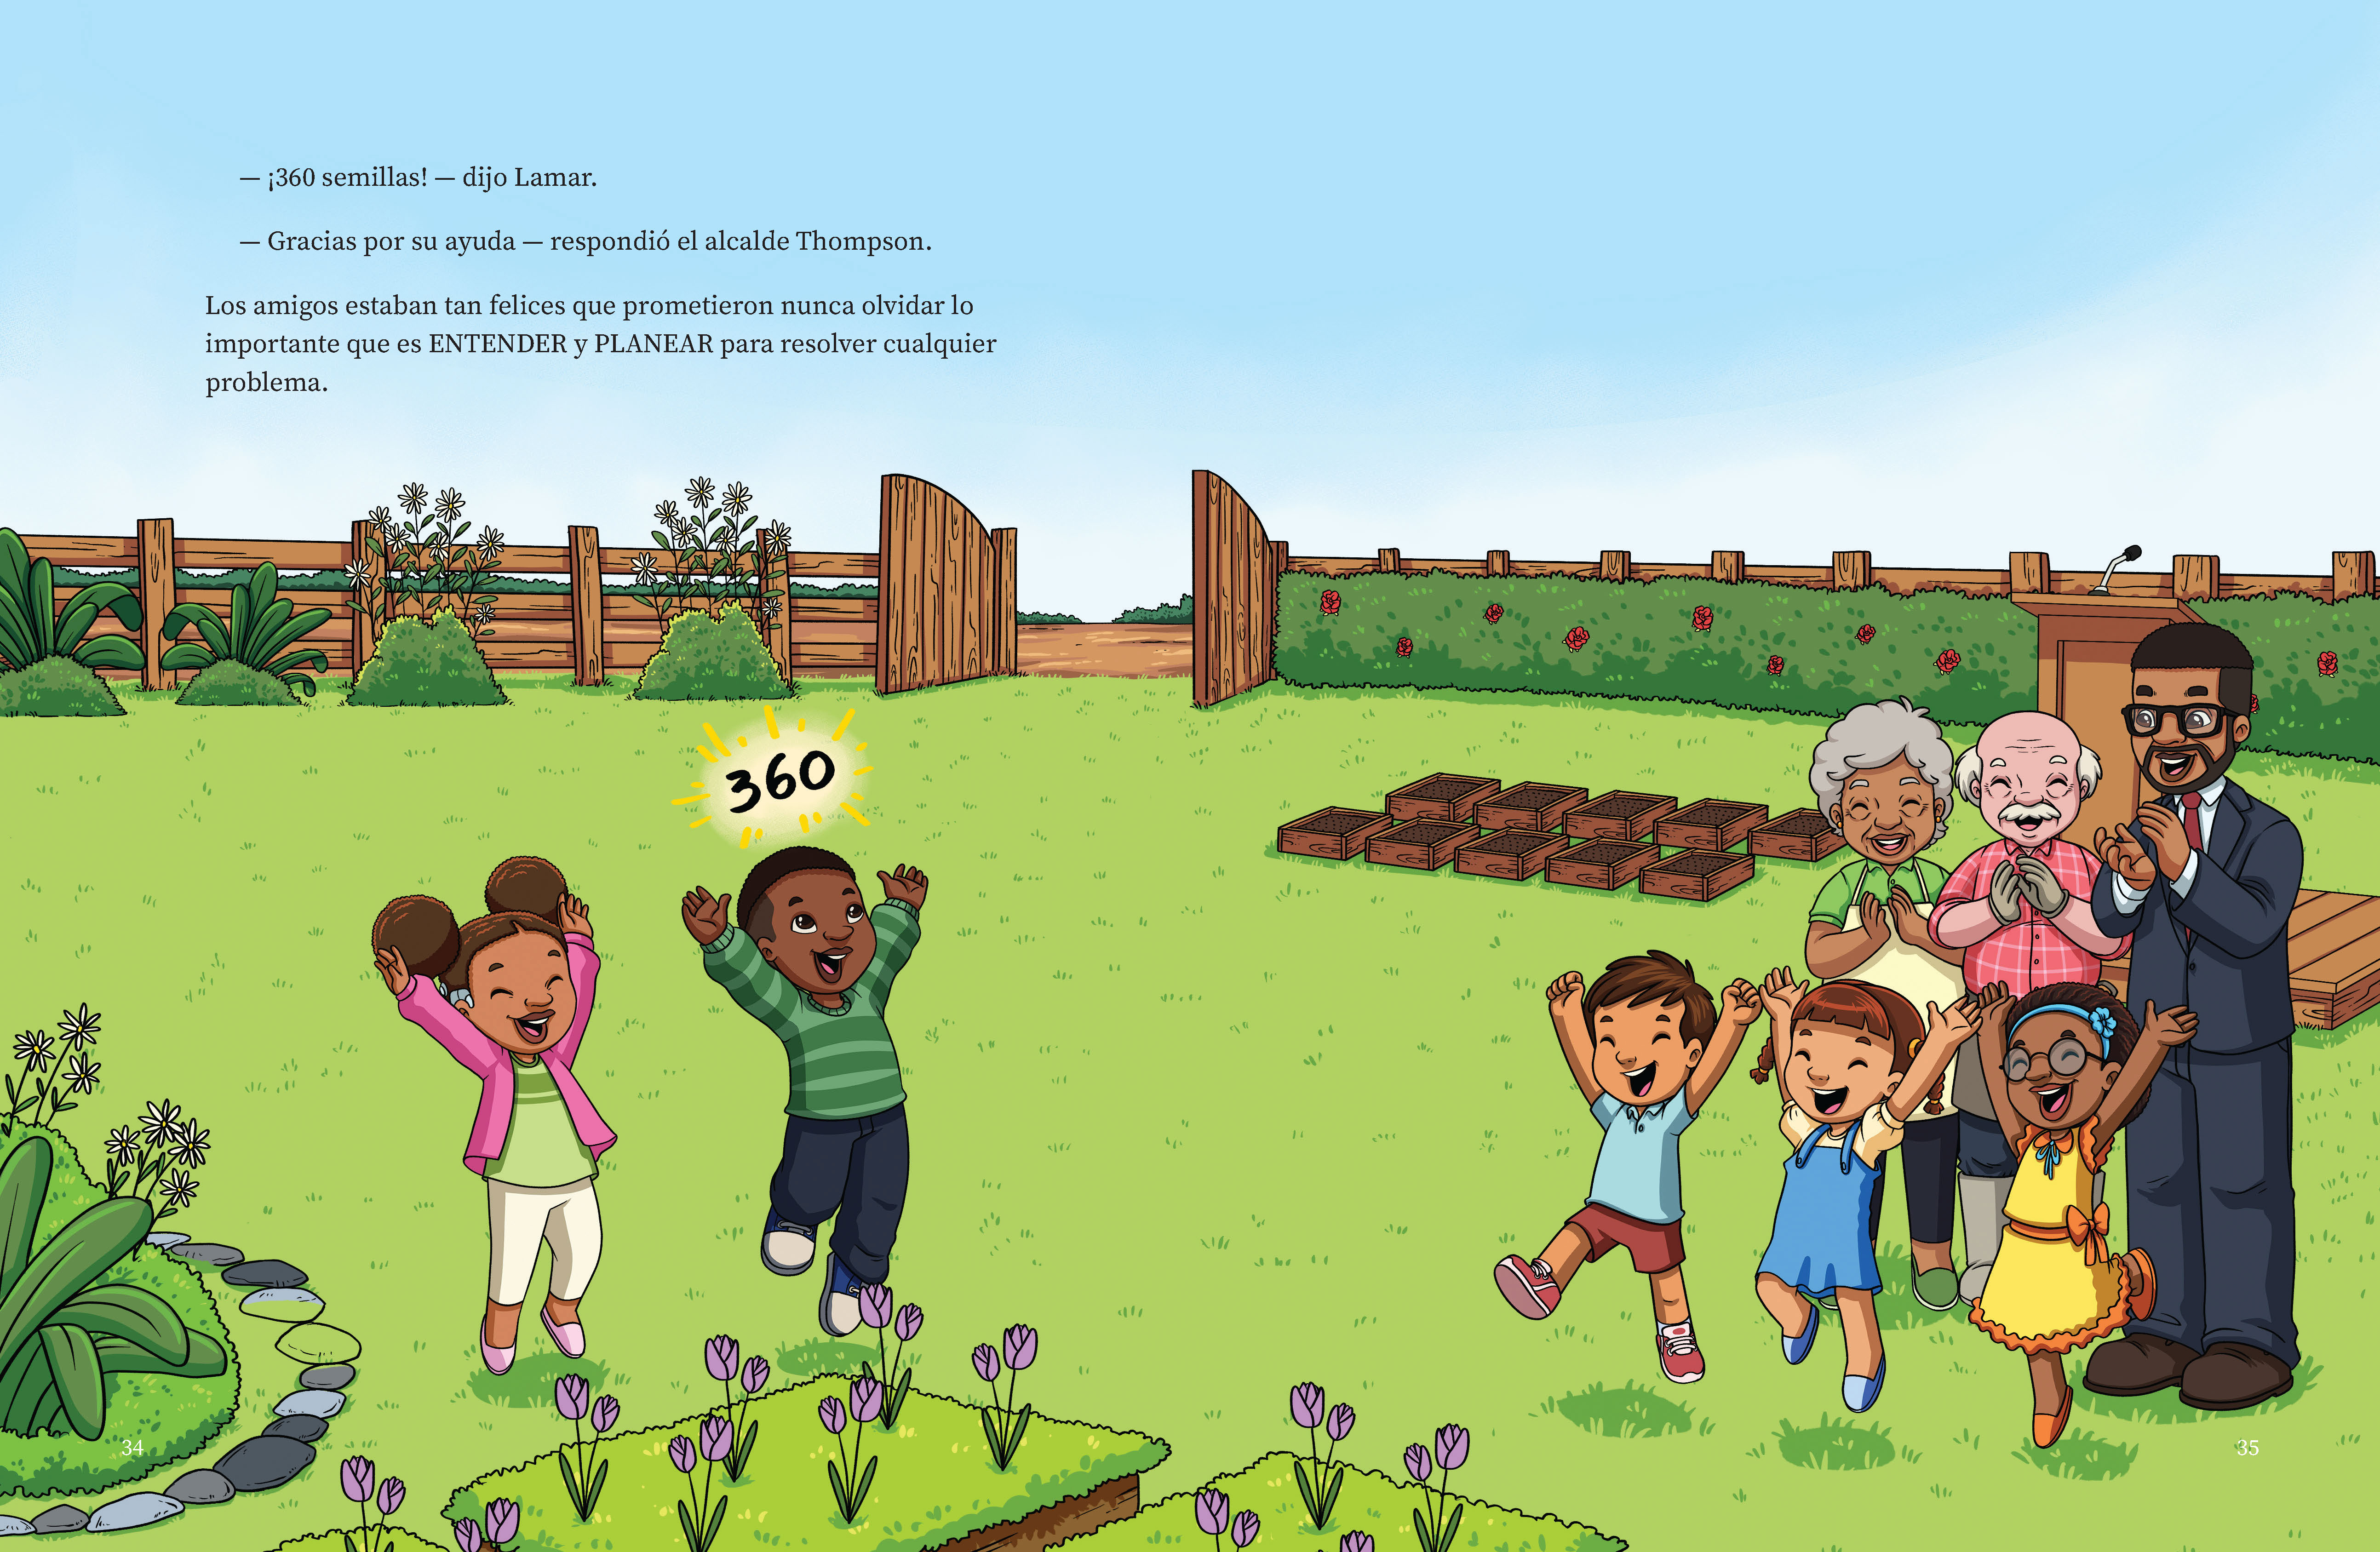 — ¡360 semillas! — dijo Lamar.
— Gracias por su ayuda — respondió el alcalde Thompson.
Los amigos estaban tan felices que prometieron nunca olvidar lo
importante que es ENTENDER y PLANEAR para resolver cualquier
problema.
360
34
35